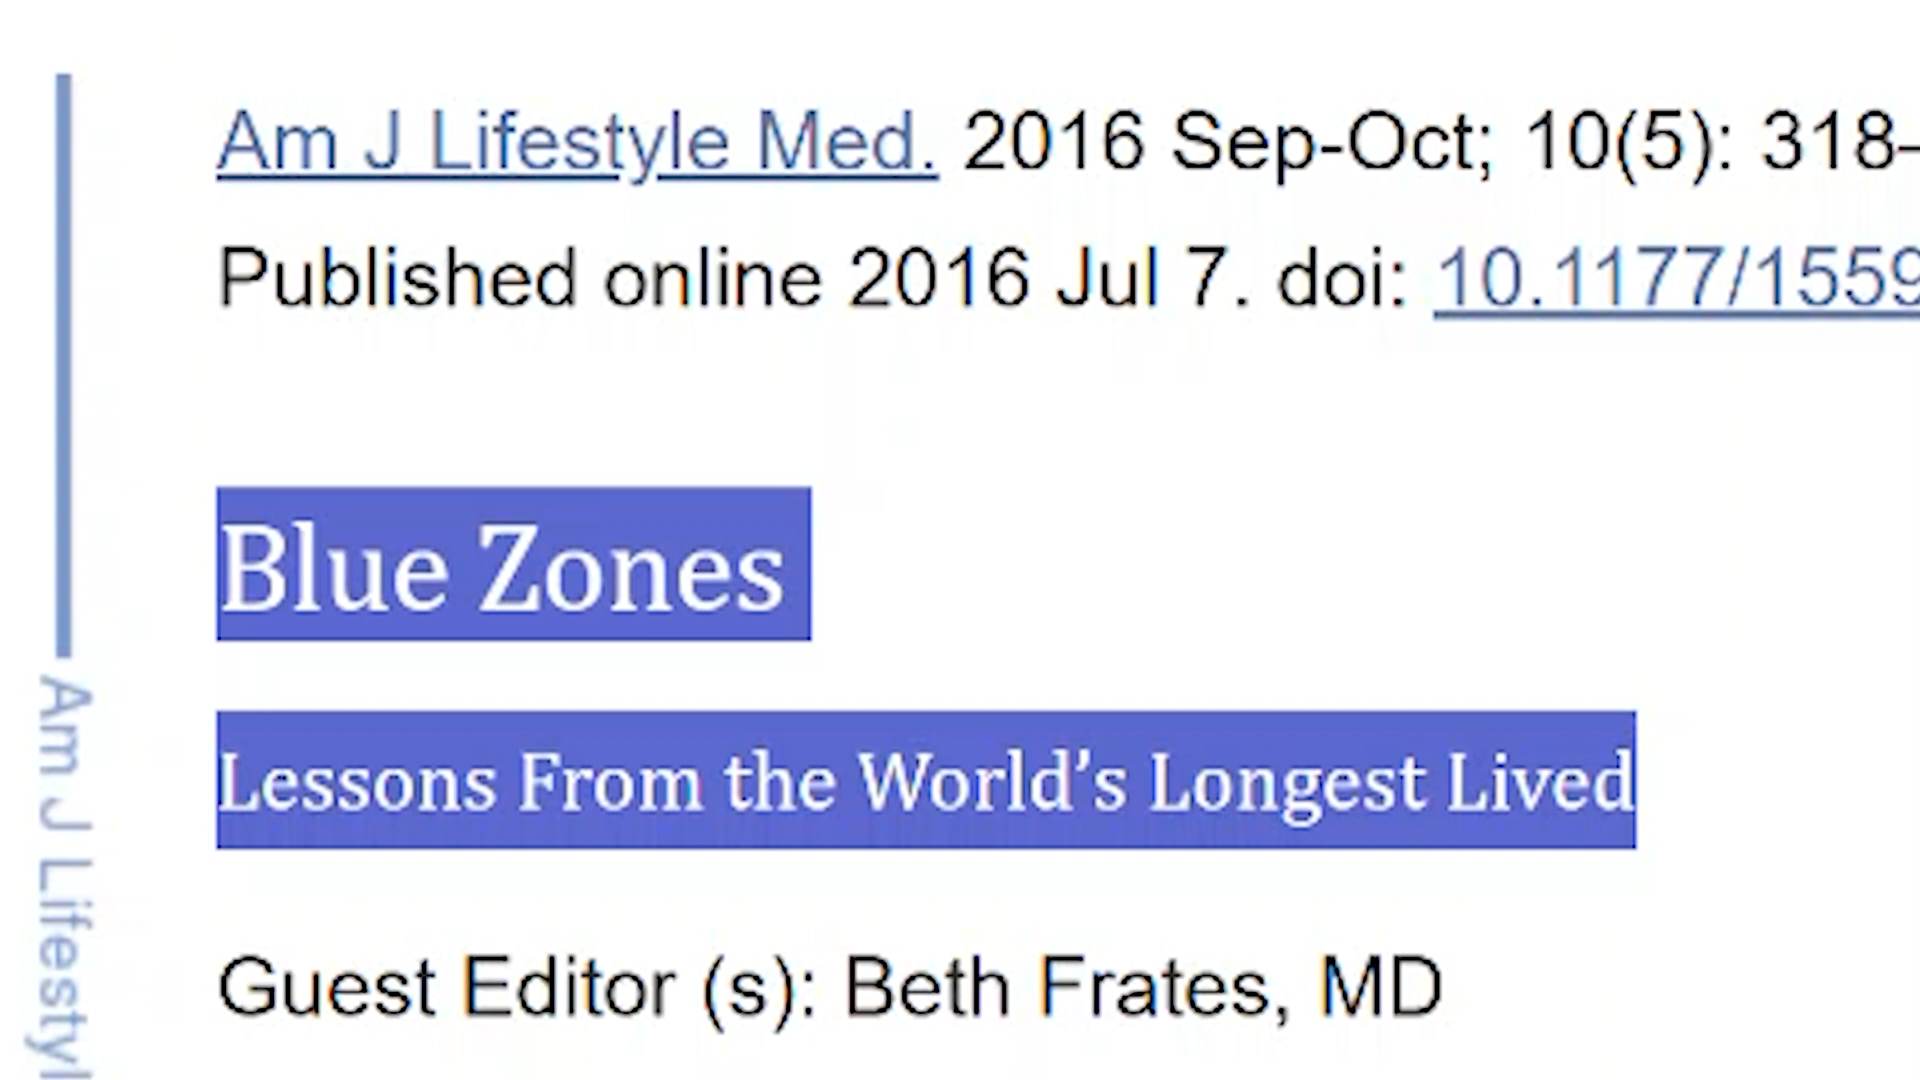 Am J Lifestyle Med. 2016 Sep-Oct; 10(5): 318–
Published online 2016 Jul 7. doi: 10.1177/1559
Blue Zones
Lessons From the World’s Longest Lived
Guest Editor (s): Beth Frates, MD
Am J Lifestyl